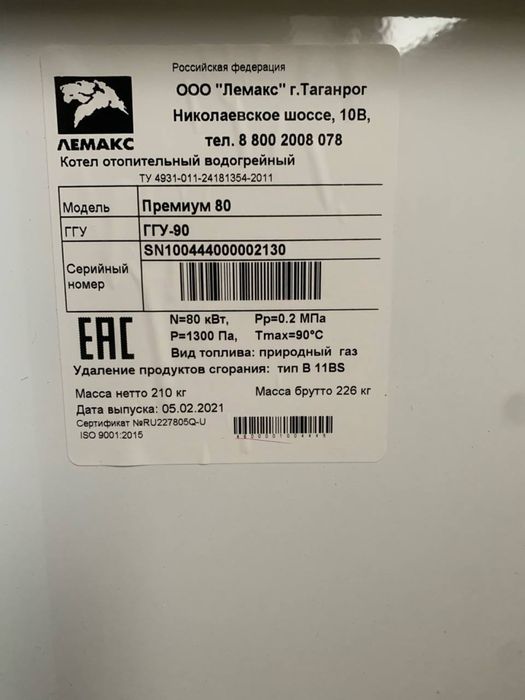 Российская федерация
ООО "Лемакс" г.Таганрог
Николаевское шоссе, 10В,
тел. 8 800 2008 078
ЛЕМАКС
Котел отопительный водогрейный
ТУ 4931-011-24181354-2011
Модель Премиум 80
ГГУ ГГУ-90
Серийный номер SN100444000002130
EAC
N=80 кВт, Рр=0.2 МПа
Р=1300 Па, Тmax=90°С
Вид топлива: природный газ
Удаление продуктов сгорания: тип В 11BS
Масса нетто 210 кг Масса брутто 226 кг
Дата выпуска: 05.02.2021
Сертификат №RU227805Q-U
ISO 9001:2015